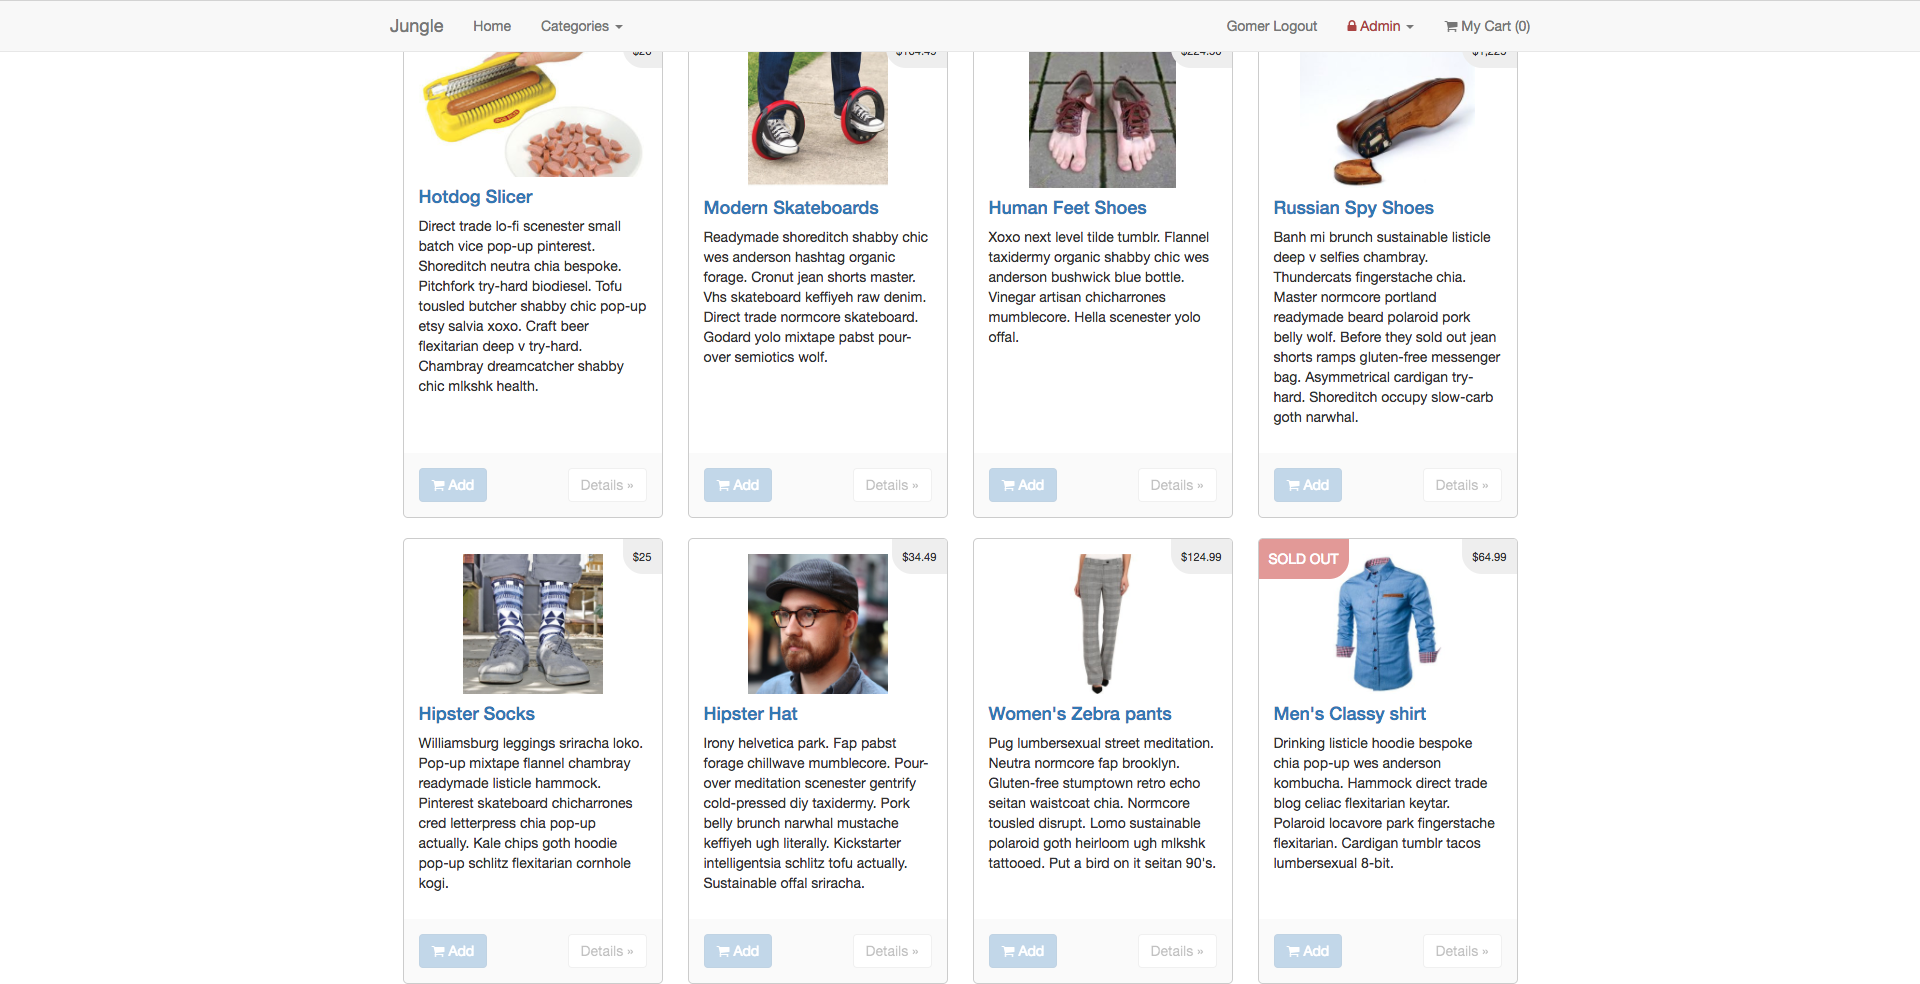 Jungle Home Categories Gomer Logout Admin My Cart (0)
Hotdog Slicer
Direct trade lo-fi scenester small
batch vice pop-up pinterest.
Shoreditch neutra chia bespoke.
Pitchfork try-hard biodiesel. Tofu
tousled butcher shabby chic pop-up
etsy salvia xoxo. Craft beer
flexitarian deep v try-hard.
Chambray dreamcatcher shabby
chic mlkshk health.
Add Details »
Modern Skateboards
Readymade shoreditch shabby chic
wes anderson hashtag organic
forage. Cronut jean shorts master.
Vhs skateboard keffiyeh raw denim.
Direct trade normcore skateboard.
Godard yolo mixtape pabst pour-
over semiotics wolf.
Add Details »
Human Feet Shoes
Xoxo next level tilde tumblr. Flannel
taxidermy organic shabby chic wes
anderson bushwick blue bottle.
Vinegar artisan chicharrones
mumblecore. Hella scenester yolo
offal.
Add Details »
Russian Spy Shoes
Banh mi brunch sustainable listicle
deep v selfies chambray.
Thundercats fingerstache chia.
Master normcore portland
readymade beard polaroid pork
belly wolf. Before they sold out jean
shorts ramps gluten-free messenger
bag. Asymmetrical cardigan try-
hard. Shoreditch occupy slow-carb
goth narwhal.
Add Details »
$25
Hipster Socks
Williamsburg leggings sriracha loko.
Pop-up mixtape flannel chambray
readymade listicle hammock.
Pinterest skateboard chicharrones
cred letterpress chia pop-up
actually. Kale chips goth hoodie
pop-up schlitz flexitarian cornhole
kogi.
Add Details »
$34.49
Hipster Hat
Irony helvetica park. Fap pabst
forage chillwave mumblecore. Pour-
over meditation scenester gentrify
cold-pressed diy taxidermy. Pork
belly brunch narwhal mustache
keffiyeh ugh literally. Kickstarter
intelligentsia schlitz tofu actually.
Sustainable offal sriracha.
Add Details »
$124.99
Women's Zebra pants
Pug lumbersexual street meditation.
Neutra normcore fap brooklyn.
Gluten-free stumptown retro echo
seitan waistcoat chia. Normcore
tousled disrupt. Lomo sustainable
polaroid goth heirloom ugh mlkshk
tattooed. Put a bird on it seitan 90's.
Add Details »
SOLD OUT $64.99
Men's Classy shirt
Drinking listicle hoodie bespoke
chia pop-up wes anderson
kombucha. Hammock direct trade
blog celiac flexitarian keytar.
Polaroid locavore park fingerstache
flexitarian. Cardigan tumblr tacos
lumbersexual 8-bit.
Add Details »